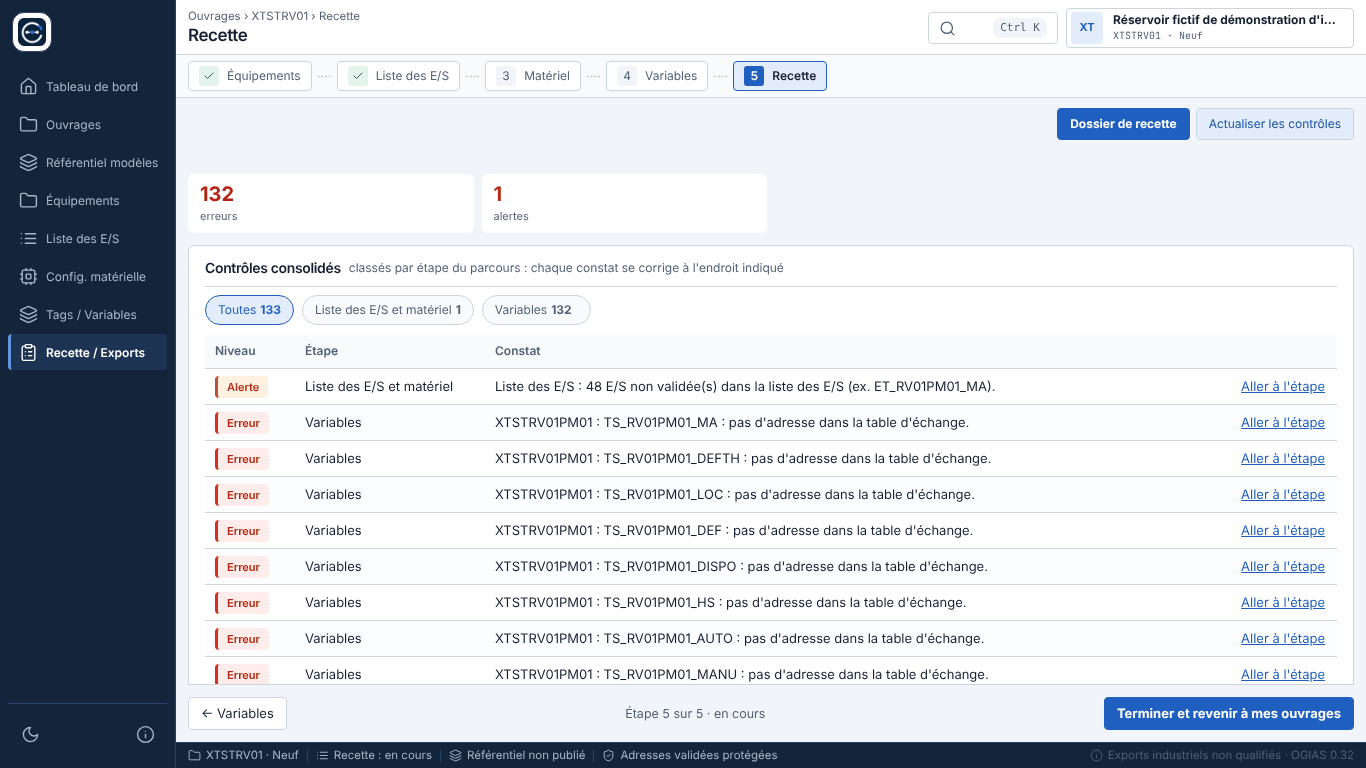 Ouvrages › XTSTRV01 › Recette
Recette
Ctrl K
XT
Réservoir fictif de démonstration d'i...
XTSTRV01 · Neuf
Tableau de bord
Ouvrages
Référentiel modèles
Équipements
Liste des E/S
Config. matérielle
Tags / Variables
Recette / Exports
Équipements
Liste des E/S
3 Matériel
4 Variables
5 Recette
Dossier de recette
Actualiser les contrôles
132
erreurs
1
alertes
Contrôles consolidés classés par étape du parcours : chaque constat se corrige à l'endroit indiqué
Toutes 133 Liste des E/S et matériel 1 Variables 132
Niveau Étape Constat
Alerte Liste des E/S et matériel Liste des E/S : 48 E/S non validée(s) dans la liste des E/S (ex. ET_RV01PM01_MA). Aller à l'étape
Erreur Variables XTSTRV01PM01 : TS_RV01PM01_MA : pas d'adresse dans la table d'échange. Aller à l'étape
Erreur Variables XTSTRV01PM01 : TS_RV01PM01_DEFTH : pas d'adresse dans la table d'échange. Aller à l'étape
Erreur Variables XTSTRV01PM01 : TS_RV01PM01_LOC : pas d'adresse dans la table d'échange. Aller à l'étape
Erreur Variables XTSTRV01PM01 : TS_RV01PM01_DEF : pas d'adresse dans la table d'échange. Aller à l'étape
Erreur Variables XTSTRV01PM01 : TS_RV01PM01_DISPO : pas d'adresse dans la table d'échange. Aller à l'étape
Erreur Variables XTSTRV01PM01 : TS_RV01PM01_HS : pas d'adresse dans la table d'échange. Aller à l'étape
Erreur Variables XTSTRV01PM01 : TS_RV01PM01_AUTO : pas d'adresse dans la table d'échange. Aller à l'étape
Erreur Variables XTSTRV01PM01 : TS_RV01PM01_MANU : pas d'adresse dans la table d'échange. Aller à l'étape
← Variables
Étape 5 sur 5 · en cours
Terminer et revenir à mes ouvrages
XTSTRV01 · Neuf Recette : en cours Référentiel non publié Adresses validées protégées Exports industriels non qualifiés · OGIAS 0.32